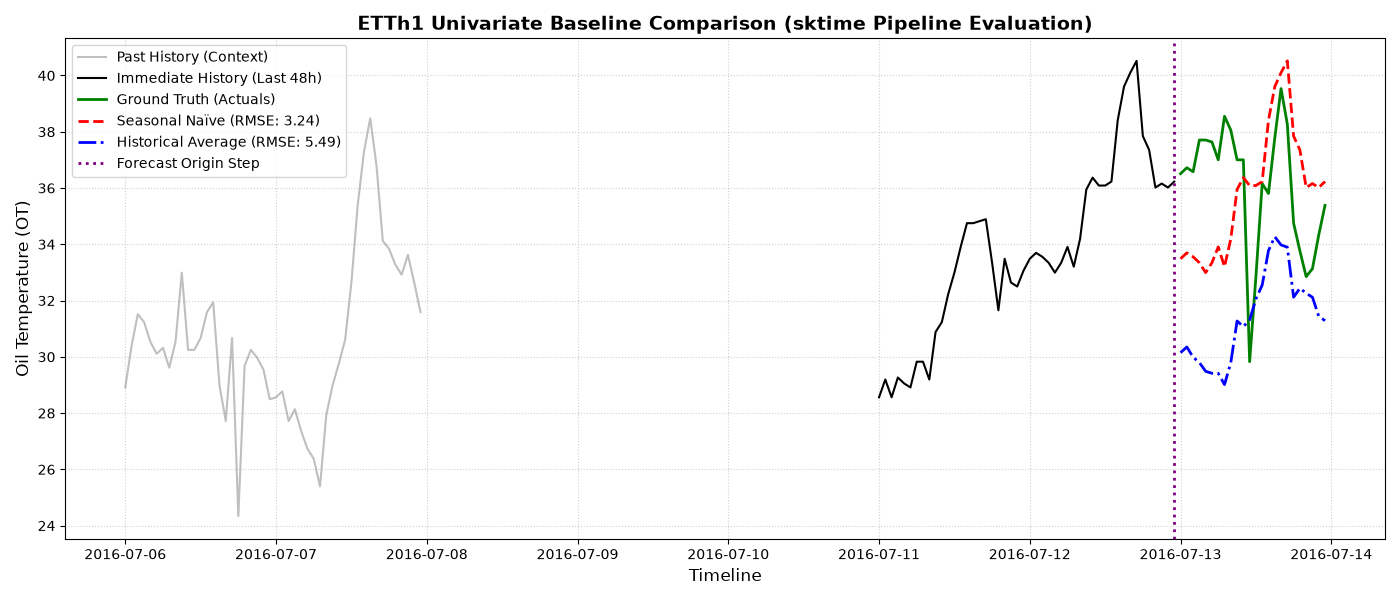 ETTh1 Univariate Baseline Comparison (sktime Pipeline Evaluation)
Past History (Context)
Immediate History (Last 48h)
Ground Truth (Actuals)
Seasonal Naïve (RMSE: 3.24)
Historical Average (RMSE: 5.49)
Forecast Origin Step
Oil Temperature (OT)
40
38
36
34
32
30
28
26
24
2016-07-06
2016-07-07
2016-07-08
2016-07-09
2016-07-10
2016-07-11
2016-07-12
2016-07-13
2016-07-14
Timeline